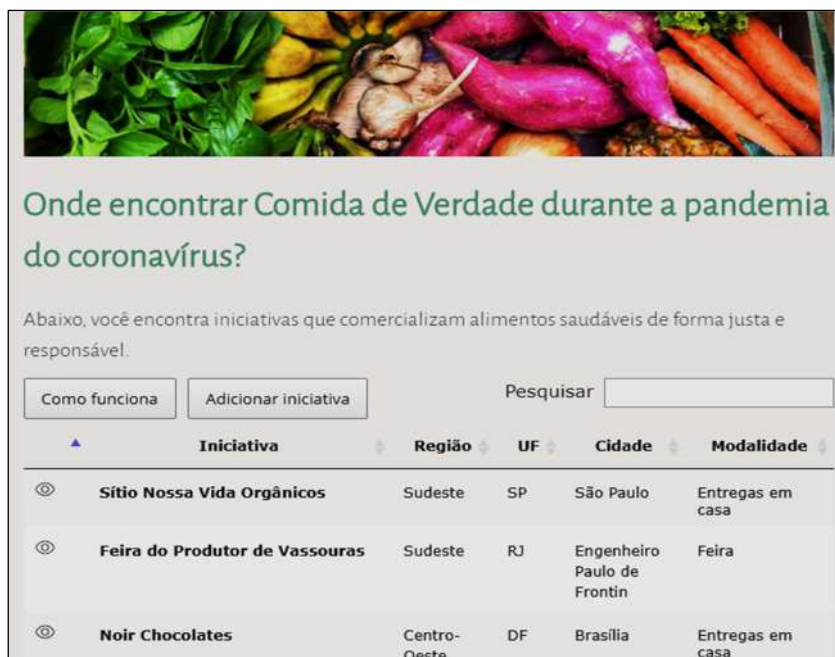 Onde encontrar Comida de Verdade durante a pandemia
do coronavírus?
Abaixo, você encontra iniciativas que comercializam alimentos saudáveis de forma justa e
responsável.
Como funciona Adicionar iniciativa Pesquisar
Iniciativa Região UF Cidade Modalidade
Sítio Nossa Vida Orgânicos Sudeste SP São Paulo Entregas em
casa
Feira do Produtor de Vassouras Sudeste RJ Engenheiro Feira
Paulo de
Frontin
Noir Chocolates Centro- DF Brasília Entregas em
Oeste casa